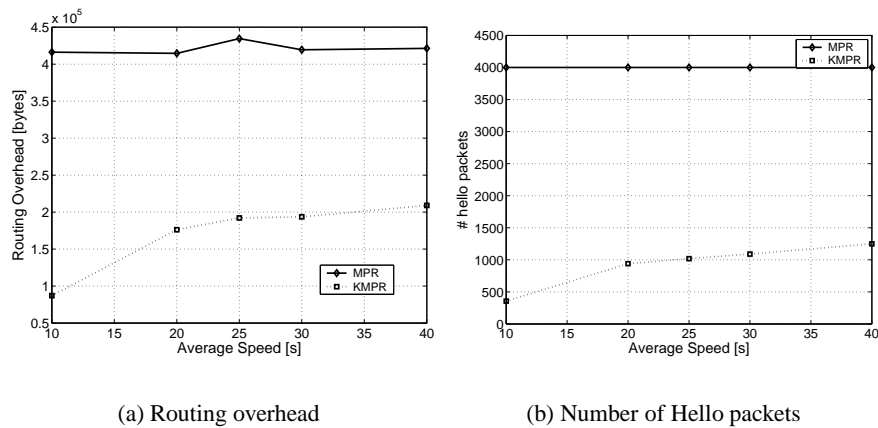 x 10^5
4.5
4
3.5
3
2.5
2
1.5
1
0.5
10 15 20 25 30 35 40
Routing Overhead [bytes]
Average Speed [s]
MPR
KMPR
(a) Routing overhead
4500
4000
3500
3000
2500
2000
1500
1000
500
0
10 15 20 25 30 35 40
# hello packets
Average Speed [s]
MPR
KMPR
(b) Number of Hello packets